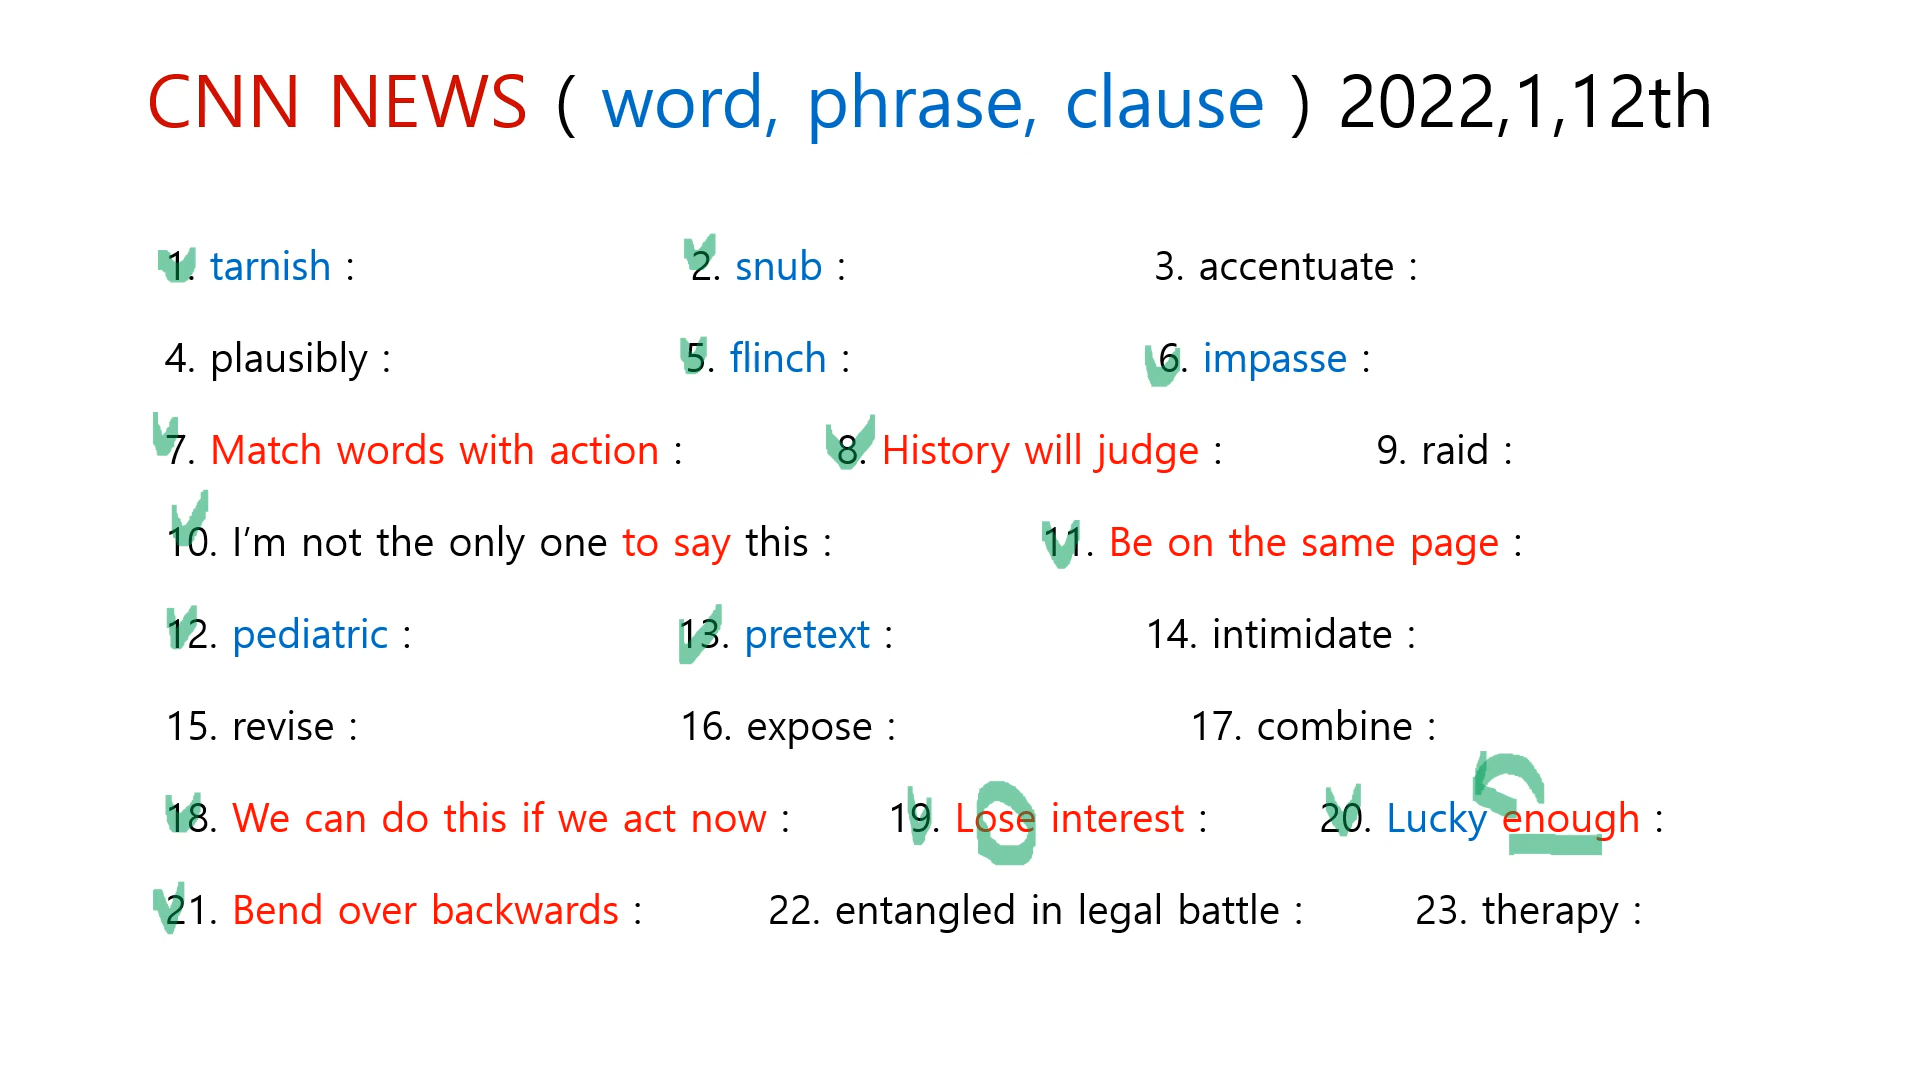 CNN NEWS ( word, phrase, clause ) 2022,1,12th
1. tarnish : 2. snub : 3. accentuate :
4. plausibly : 5. flinch : 6. impasse :
7. Match words with action : 8. History will judge : 9. raid :
10. I’m not the only one to say this : 11. Be on the same page :
12. pediatric : 13. pretext : 14. intimidate :
15. revise : 16. expose : 17. combine :
18. We can do this if we act now : 19. Lose interest : 20. Lucky enough :
21. Bend over backwards : 22. entangled in legal battle : 23. therapy :